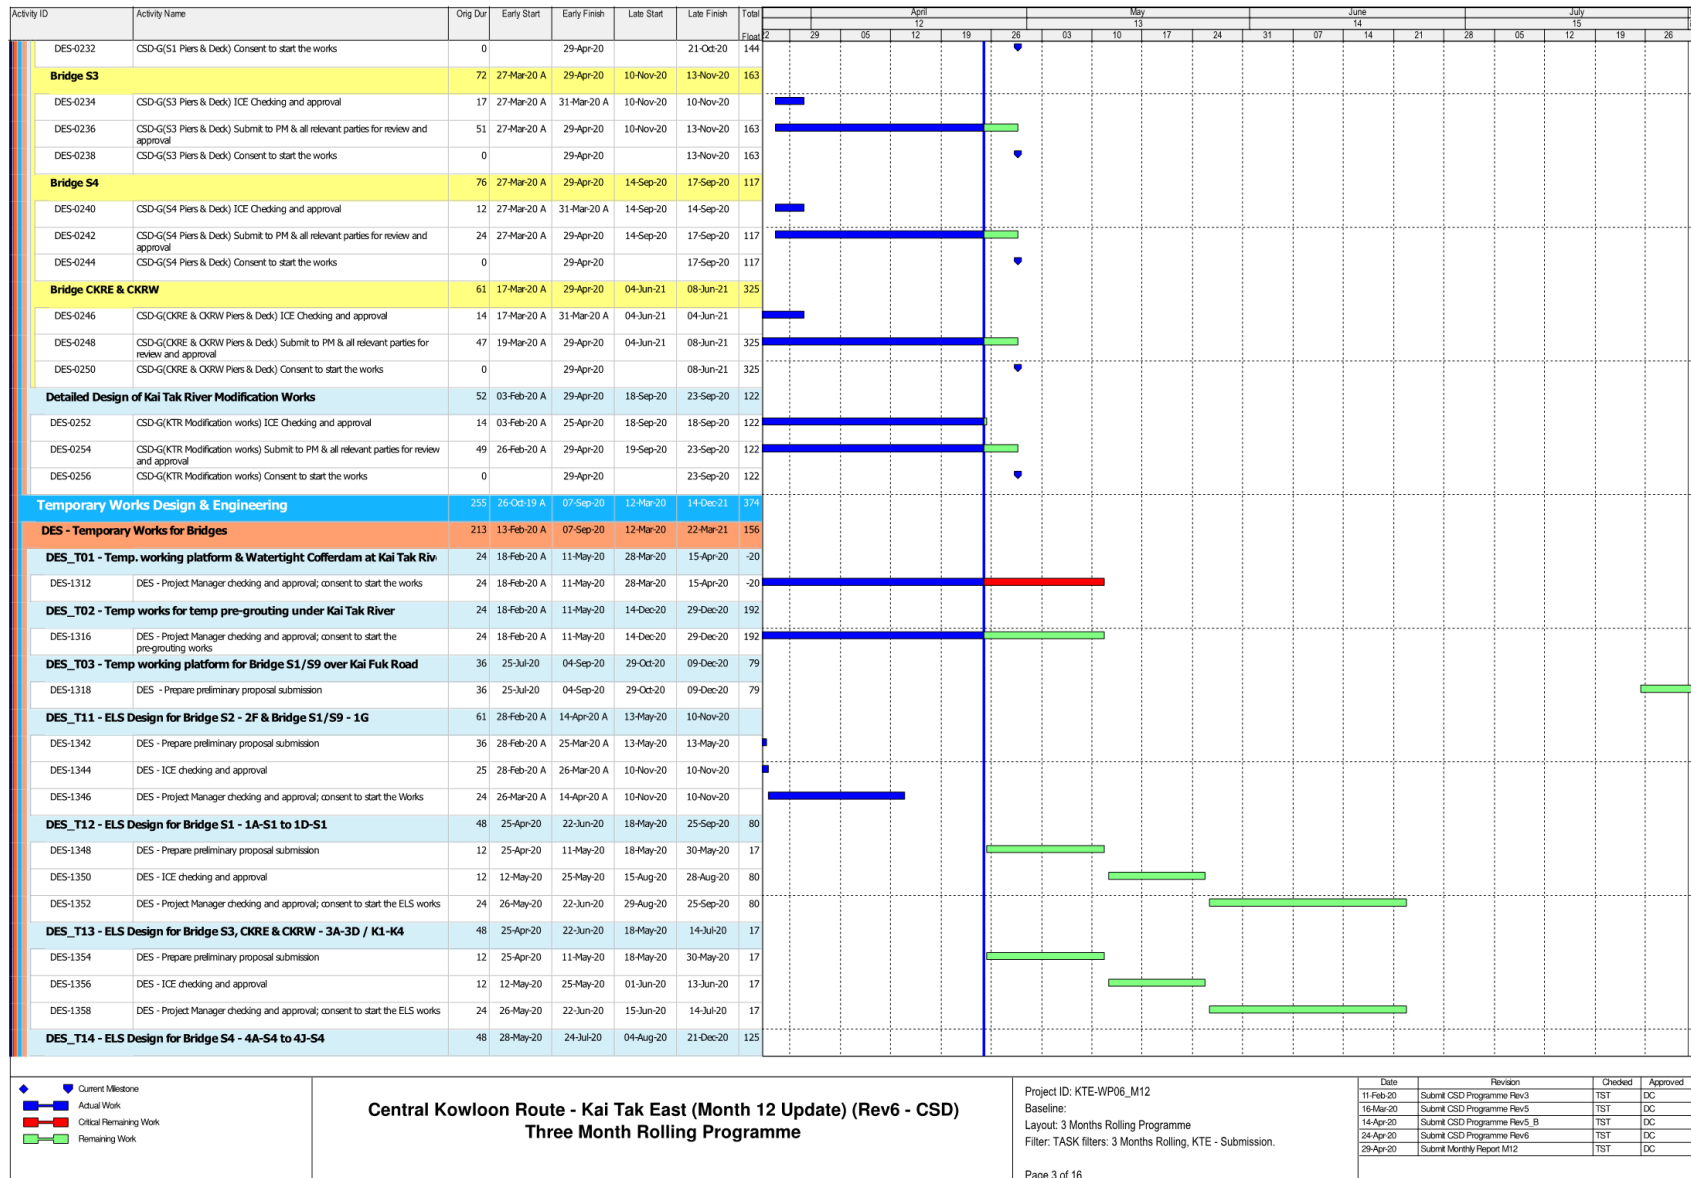 Activity ID Activity Name Orig Dur Early Start Early Finish Late Start Late Finish Total Float
April May June July
12 13 14 15
22 29 05 12 19 26 03 10 17 24 31 07 14 21 28 05 12 19 26
DES-0232 CSD-G(S1 Piers & Deck) Consent to start the works 0 29-Apr-20 21-Oct-20 144
Bridge S3 72 27-Mar-20 A 29-Apr-20 10-Nov-20 13-Nov-20 163
DES-0234 CSD-G(S3 Piers & Deck) ICE Checking and approval 17 27-Mar-20 A 31-Mar-20 A 10-Nov-20 10-Nov-20
DES-0236 CSD-G(S3 Piers & Deck) Submit to PM & all relevant parties for review and approval 51 27-Mar-20 A 29-Apr-20 10-Nov-20 13-Nov-20 163
DES-0238 CSD-G(S3 Piers & Deck) Consent to start the works 0 29-Apr-20 13-Nov-20 163
Bridge S4 76 27-Mar-20 A 29-Apr-20 14-Sep-20 17-Sep-20 117
DES-0240 CSD-G(S4 Piers & Deck) ICE Checking and approval 12 27-Mar-20 A 31-Mar-20 A 14-Sep-20 14-Sep-20
DES-0242 CSD-G(S4 Piers & Deck) Submit to PM & all relevant parties for review and approval 24 27-Mar-20 A 29-Apr-20 14-Sep-20 17-Sep-20 117
DES-0244 CSD-G(S4 Piers & Deck) Consent to start the works 0 29-Apr-20 17-Sep-20 117
Bridge CKRE & CKRW 61 17-Mar-20 A 29-Apr-20 04-Jun-21 08-Jun-21 325
DES-0246 CSD-G(CKRE & CKRW Piers & Deck) ICE Checking and approval 14 17-Mar-20 A 31-Mar-20 A 04-Jun-21 04-Jun-21
DES-0248 CSD-G(CKRE & CKRW Piers & Deck) Submit to PM & all relevant parties for review and approval 47 19-Mar-20 A 29-Apr-20 04-Jun-21 08-Jun-21 325
DES-0250 CSD-G(CKRE & CKRW Piers & Deck) Consent to start the works 0 29-Apr-20 08-Jun-21 325
Detailed Design of Kai Tak River Modification Works 52 03-Feb-20 A 29-Apr-20 18-Sep-20 23-Sep-20 122
DES-0252 CSD-G(KTR Modification works) ICE Checking and approval 14 03-Feb-20 A 25-Apr-20 18-Sep-20 18-Sep-20 122
DES-0254 CSD-G(KTR Modification works) Submit to PM & all relevant parties for review and approval 49 26-Feb-20 A 29-Apr-20 19-Sep-20 23-Sep-20 122
DES-0256 CSD-G(KTR Modification works) Consent to start the works 0 29-Apr-20 23-Sep-20 122
Temporary Works Design & Engineering 255 26-Oct-19 A 07-Sep-20 12-Mar-20 14-Dec-21 374
DES - Temporary Works for Bridges 213 13-Feb-20 A 07-Sep-20 12-Mar-20 22-Mar-21 156
DES_T01 - Temp. working platform & Watertight Cofferdam at Kai Tak Riv 24 18-Feb-20 A 11-May-20 28-Mar-20 15-Apr-20 -20
DES-1312 DES - Project Manager checking and approval; consent to start the works 24 18-Feb-20 A 11-May-20 28-Mar-20 15-Apr-20 -20
DES_T02 - Temp works for temp pre-grouting under Kai Tak River 24 18-Feb-20 A 11-May-20 14-Dec-20 29-Dec-20 192
DES-1316 DES - Project Manager checking and approval; consent to start the pre-grouting works 24 18-Feb-20 A 11-May-20 14-Dec-20 29-Dec-20 192
DES_T03 - Temp working platform for Bridge S1/S9 over Kai Fuk Road 36 25-Jul-20 04-Sep-20 29-Oct-20 09-Dec-20 79
DES-1318 DES - Prepare preliminary proposal submission 36 25-Jul-20 04-Sep-20 29-Oct-20 09-Dec-20 79
DES_T11 - ELS Design for Bridge S2 - 2F & Bridge S1/S9 - 1G 61 28-Feb-20 A 14-Apr-20 A 13-May-20 10-Nov-20
DES-1342 DES - Prepare preliminary proposal submission 36 28-Feb-20 A 25-Mar-20 A 13-May-20 13-May-20
DES-1344 DES - ICE checking and approval 25 28-Feb-20 A 26-Mar-20 A 10-Nov-20 10-Nov-20
DES-1346 DES - Project Manager checking and approval; consent to start the Works 24 26-Mar-20 A 14-Apr-20 A 10-Nov-20 10-Nov-20
DES_T12 - ELS Design for Bridge S1 - 1A-S1 to 1D-S1 48 25-Apr-20 22-Jun-20 18-May-20 25-Sep-20 80
DES-1348 DES - Prepare preliminary proposal submission 12 25-Apr-20 11-May-20 18-May-20 30-May-20 17
DES-1350 DES - ICE checking and approval 12 12-May-20 25-May-20 15-Aug-20 28-Aug-20 80
DES-1352 DES - Project Manager checking and approval; consent to start the ELS works 24 26-May-20 22-Jun-20 29-Aug-20 25-Sep-20 80
DES_T13 - ELS Design for Bridge S3, CKRE & CKRW - 3A-3D / K1-K4 48 25-Apr-20 22-Jun-20 18-May-20 14-Jul-20 17
DES-1354 DES - Prepare preliminary proposal submission 12 25-Apr-20 11-May-20 18-May-20 30-May-20 17
DES-1356 DES - ICE checking and approval 12 12-May-20 25-May-20 01-Jun-20 13-Jun-20 17
DES-1358 DES - Project Manager checking and approval; consent to start the ELS works 24 26-May-20 22-Jun-20 15-Jun-20 14-Jul-20 17
DES_T14 - ELS Design for Bridge S4 - 4A-S4 to 4J-S4 48 28-May-20 24-Jul-20 04-Aug-20 21-Dec-20 125
Current Milestone
Actual Work
Critical Remaining Work
Remaining Work
Central Kowloon Route - Kai Tak East (Month 12 Update) (Rev6 - CSD)
Three Month Rolling Programme
Project ID: KTE-WP06_M12
Baseline:
Layout: 3 Months Rolling Programme
Filter: TASK filters: 3 Months Rolling, KTE - Submission.
Page 3 of 16
Date Revision Checked Approved
11-Feb-20 Submit CSD Programme Rev3 TST DC
16-Mar-20 Submit CSD Programme Rev5 TST DC
14-Apr-20 Submit CSD Programme Rev5_B TST DC
24-Apr-20 Submit CSD Programme Rev6 TST DC
29-Apr-20 Submit Monthly Report M12 TST DC